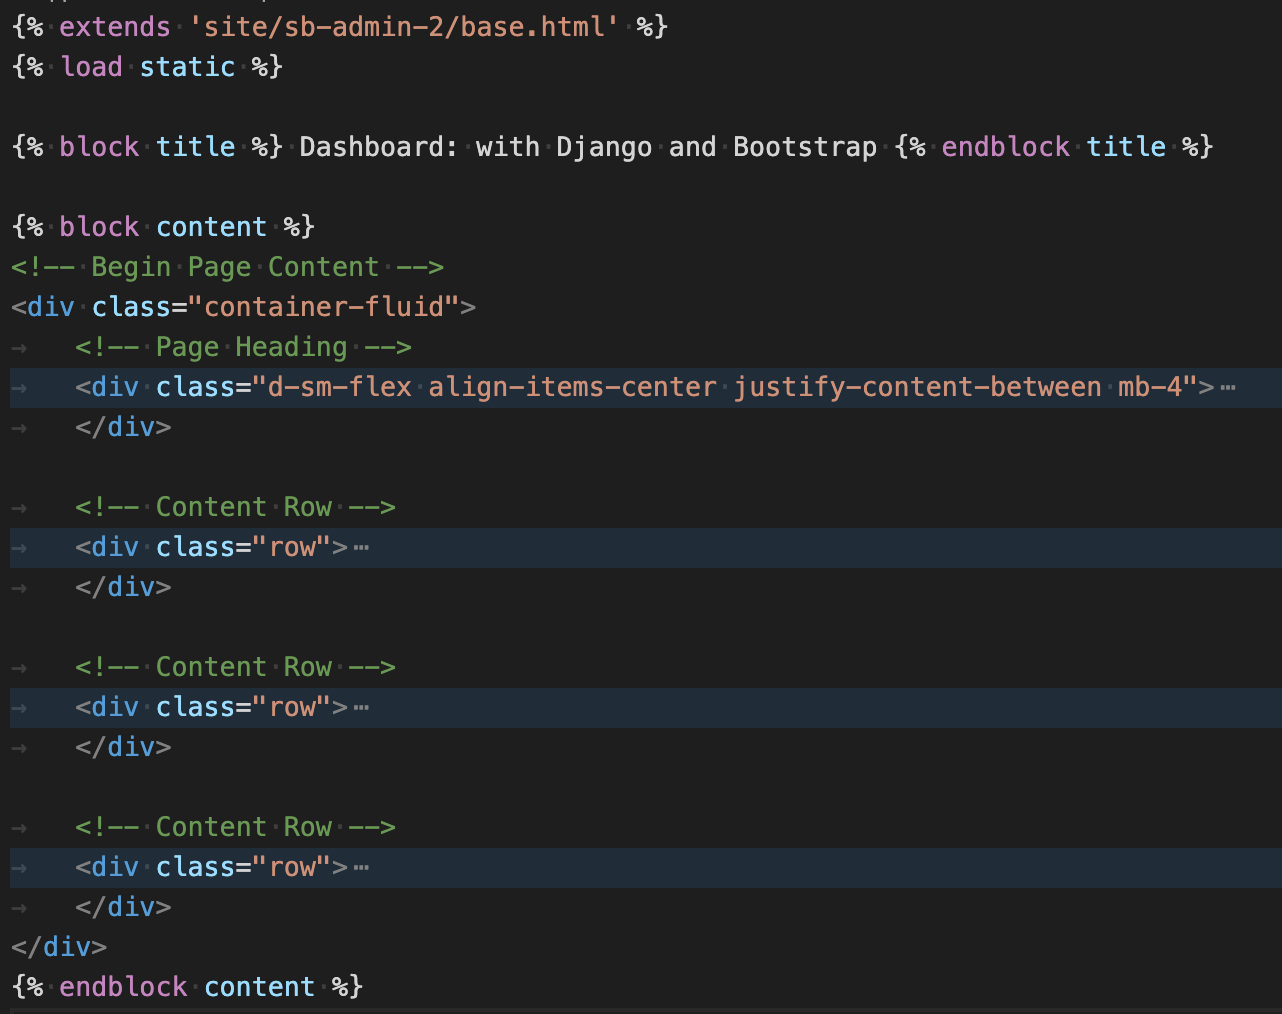 {% extends 'site/sb-admin-2/base.html' %}
{% load static %}

{% block title %} Dashboard: with Django and Bootstrap {% endblock title %}

{% block content %}
<!-- Begin Page Content -->
<div class="container-fluid">
    <!-- Page Heading -->
    <div class="d-sm-flex align-items-center justify-content-between mb-4">⋯
    </div>

    <!-- Content Row -->
    <div class="row">⋯
    </div>

    <!-- Content Row -->
    <div class="row">⋯
    </div>

    <!-- Content Row -->
    <div class="row">⋯
    </div>
</div>
{% endblock content %}